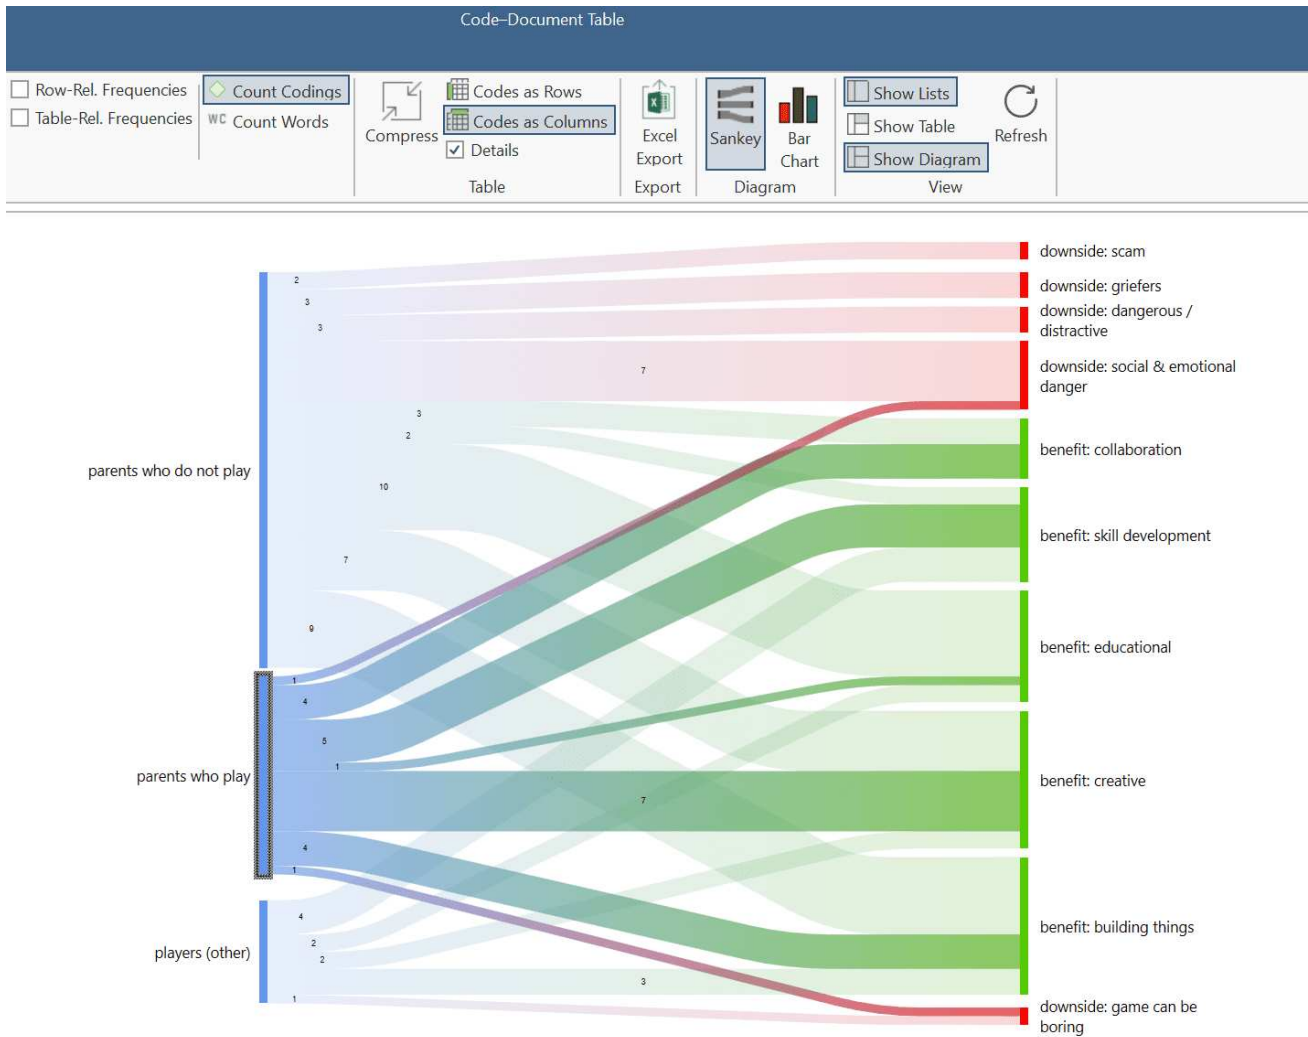 Code–Document Table
Row-Rel. Frequencies
Table-Rel. Frequencies
Count Codings
WC Count Words
Compress
Codes as Rows
Codes as Columns
Details
Table
Excel
Export
Export
Sankey
Bar
Chart
Diagram
Show Lists
Show Table
Show Diagram
View
Refresh
parents who do not play
parents who play
players (other)
2
3
3
7
3
2
10
7
9
1
4
5
1
7
4
1
4
2
2
3
1
downside: scam
downside: griefers
downside: dangerous /
distractive
downside: social & emotional
danger
benefit: collaboration
benefit: skill development
benefit: educational
benefit: creative
benefit: building things
downside: game can be
boring